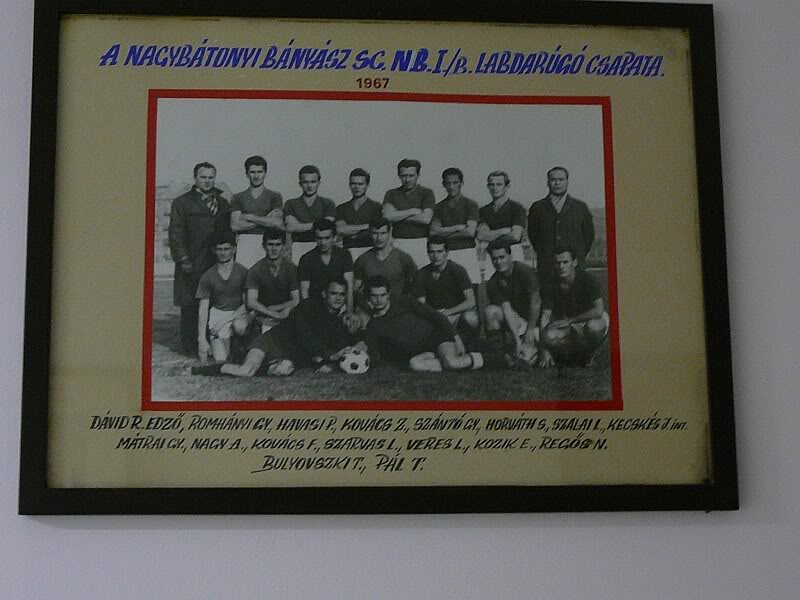 A NAGYBÁTONYI BÁNYÁSZ SC. N.B.I/B. LABDARÚGÓ CSAPATA.
1967
DÁVID R. EDZŐ, ROMHÁNYI GY., HAVASI P., KOVÁCS Z., SZÁNTÓ GY., HORVÁTH S., SZALAI L., KECSKÉS J. INT.
MÁTRAI GY., NAGY A., KOVÁCS F., SZARVAS L., VERES L., KOZIK E., REGŐS N.
BULYOVSZKI T., PÁL T.